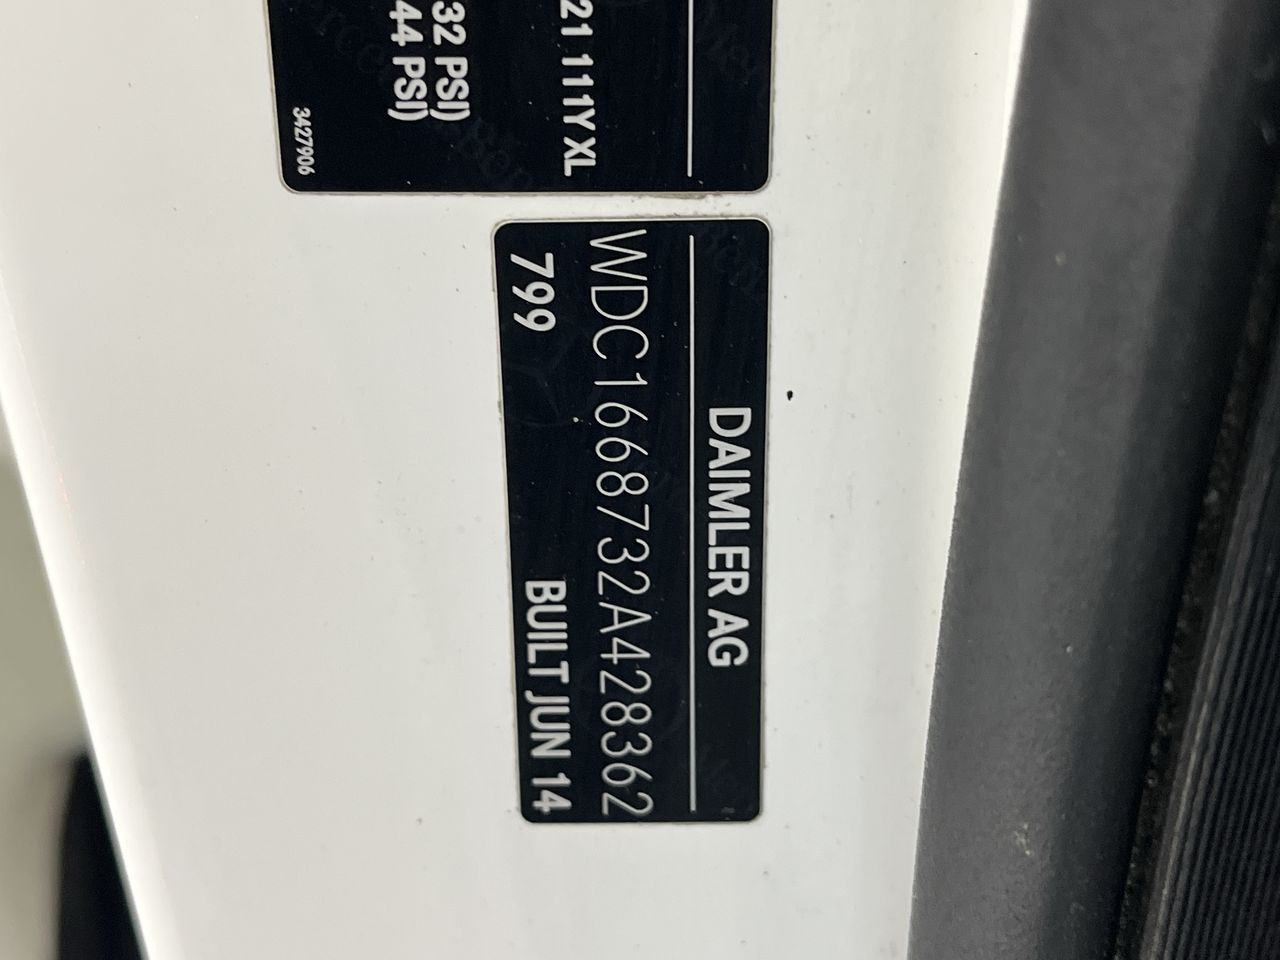 21 111Y XL
32 PSI)
44 PSI)
3427906
DAIMLER AG
WDC1668732A428362
799 BUILT JUN 14